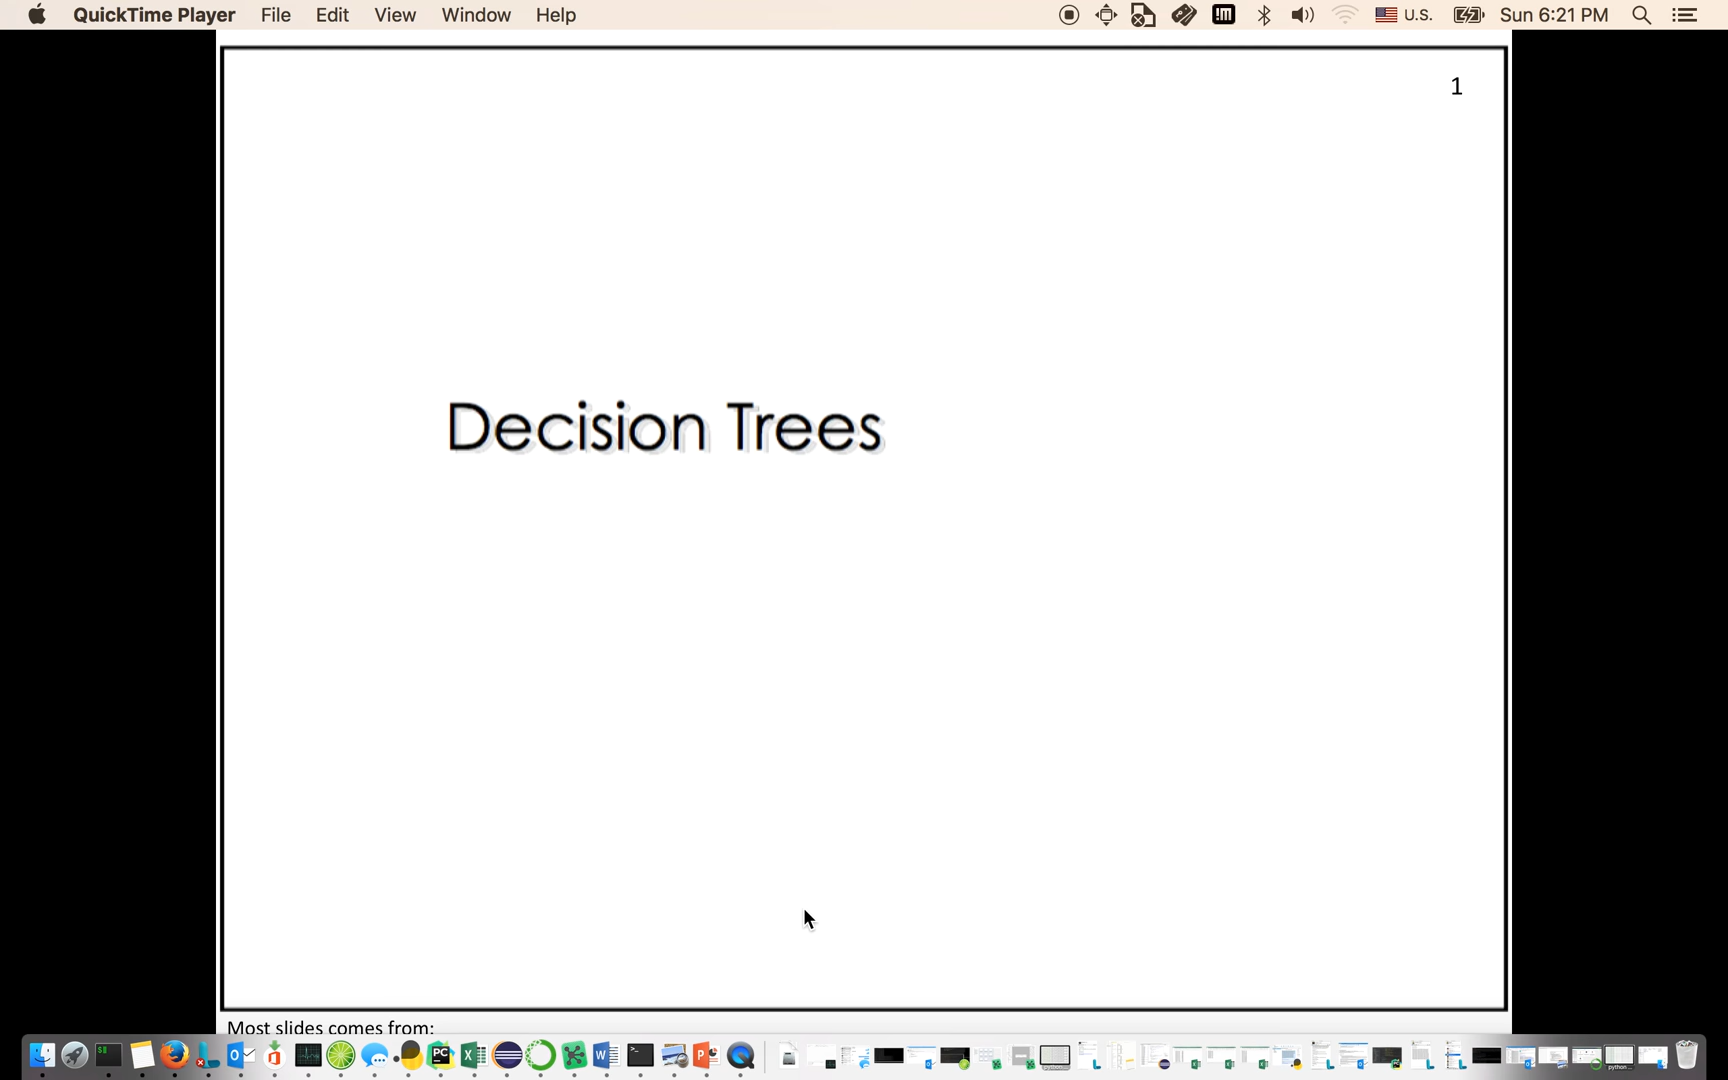 QuickTime Player File Edit View Window Help U.S. Sun 6:21 PM
1
Decision Trees
Most slides comes from: